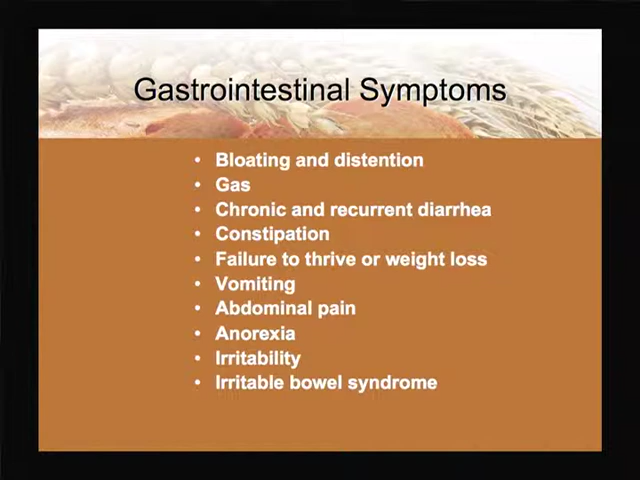 Gastrointestinal Symptoms
• Bloating and distention
• Gas
• Chronic and recurrent diarrhea
• Constipation
• Failure to thrive or weight loss
• Vomiting
• Abdominal pain
• Anorexia
• Irritability
• Irritable bowel syndrome